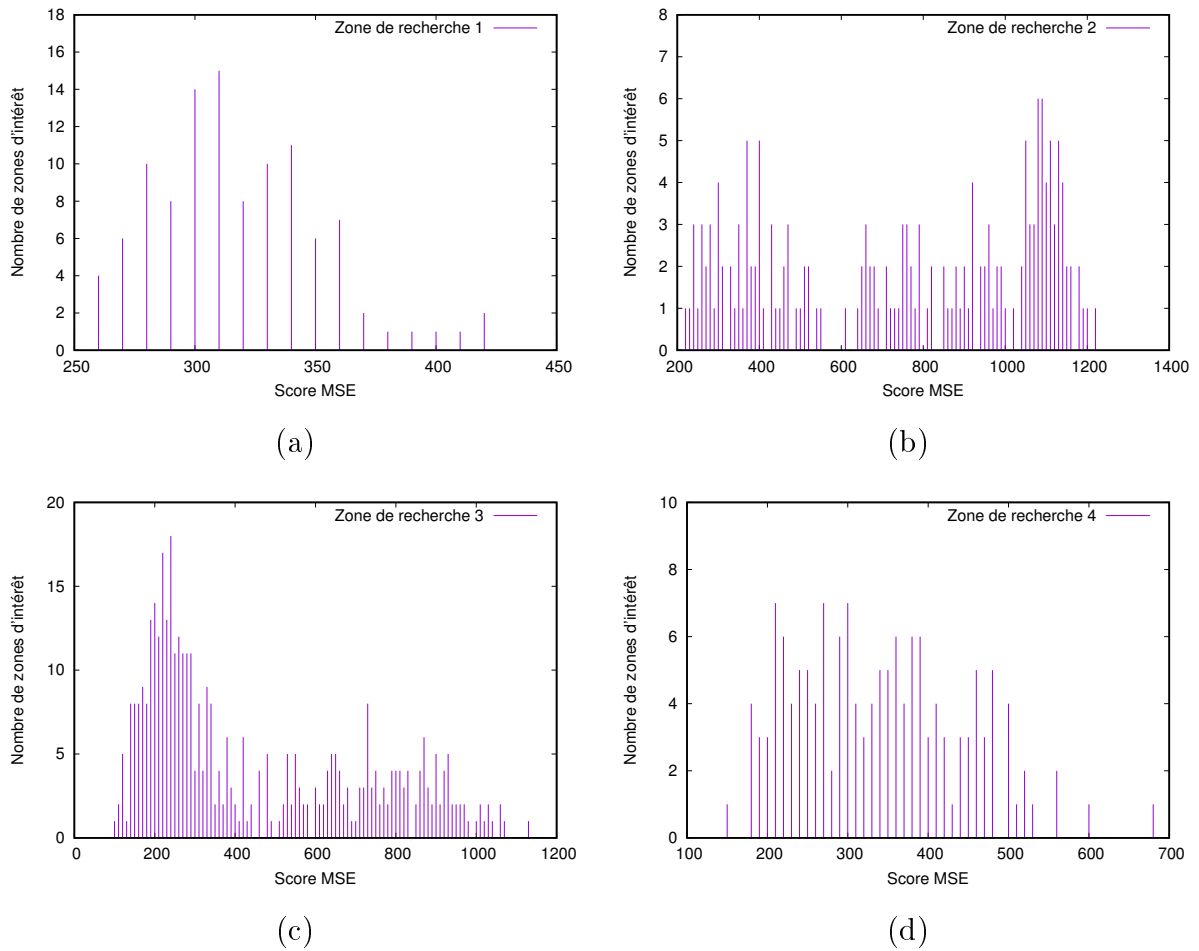 Zone de recherche 1
Nombre de zones d'intérêt
18
16
14
12
10
8
6
4
2
0
250 300 350 400 450
Score MSE
(a)
Zone de recherche 2
Nombre de zones d'intérêt
8
7
6
5
4
3
2
1
0
200 400 600 800 1000 1200 1400
Score MSE
(b)
Zone de recherche 3
Nombre de zones d'intérêt
20
15
10
5
0
0 200 400 600 800 1000 1200
Score MSE
(c)
Zone de recherche 4
Nombre de zones d'intérêt
10
8
6
4
2
0
100 200 300 400 500 600 700
Score MSE
(d)